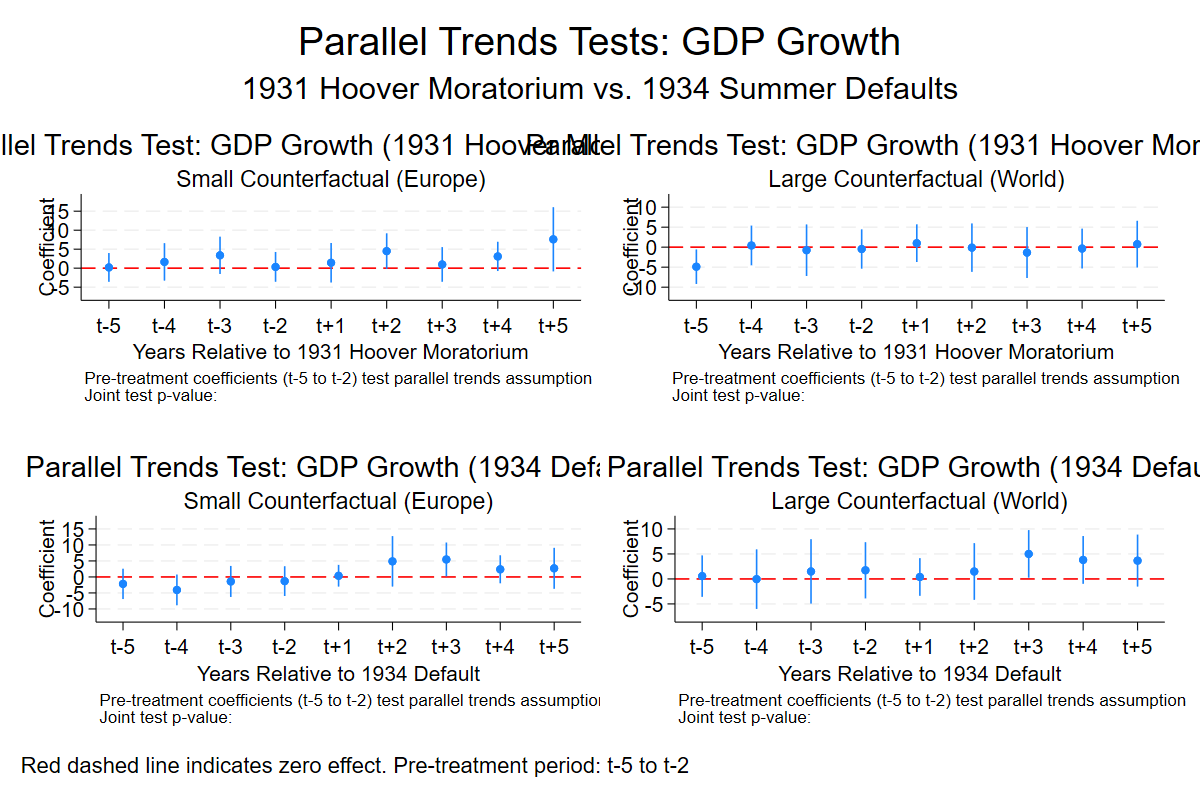 Parallel Trends Tests: GDP Growth
1931 Hoover Moratorium vs. 1934 Summer Defaults
llel Trends Test: GDP Growth (1931 Hoover
Small Counterfactual (Europe)
Coefficient
15
10
5
0
-5
t-5 t-4 t-3 t-2 t+1 t+2 t+3 t+4 t+5
Years Relative to 1931 Hoover Moratorium
Pre-treatment coefficients (t-5 to t-2) test parallel trends assumption
Joint test p-value:
Parallel Trends Test: GDP Growth (1931 Hoover Mor
Large Counterfactual (World)
Coefficient
10
5
0
-5
-10
t-5 t-4 t-3 t-2 t+1 t+2 t+3 t+4 t+5
Years Relative to 1931 Hoover Moratorium
Pre-treatment coefficients (t-5 to t-2) test parallel trends assumption
Joint test p-value:
Parallel Trends Test: GDP Growth (1934 Defa
Small Counterfactual (Europe)
Coefficient
15
10
5
0
-5
-10
t-5 t-4 t-3 t-2 t+1 t+2 t+3 t+4 t+5
Years Relative to 1934 Default
Pre-treatment coefficients (t-5 to t-2) test parallel trends assumption
Joint test p-value:
Parallel Trends Test: GDP Growth (1934 Defau
Large Counterfactual (World)
Coefficient
10
5
0
-5
t-5 t-4 t-3 t-2 t+1 t+2 t+3 t+4 t+5
Years Relative to 1934 Default
Pre-treatment coefficients (t-5 to t-2) test parallel trends assumption
Joint test p-value:
Red dashed line indicates zero effect. Pre-treatment period: t-5 to t-2